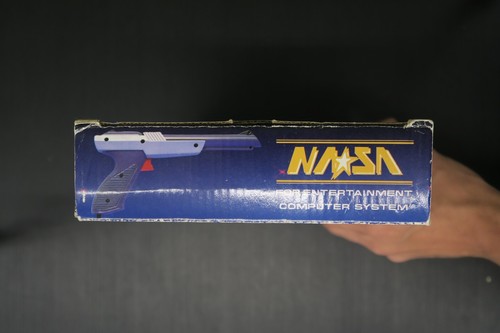 NASA
FOR ENTERTAINMENT
COMPUTER SYSTEM